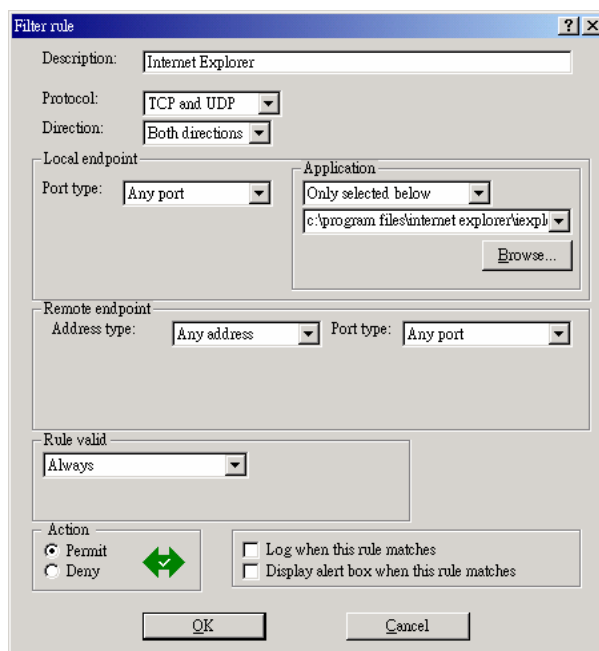 Filter rule
Description: Internet Explorer
Protocol: TCP and UDP
Direction: Both directions
Local endpoint
Port type: Any port
Application
Only selected below
c:\program files\internet explorer\iexpl
Browse...
Remote endpoint
Address type: Any address Port type: Any port
Rule valid
Always
Action
Permit
Deny
Log when this rule matches
Display alert box when this rule matches
OK Cancel